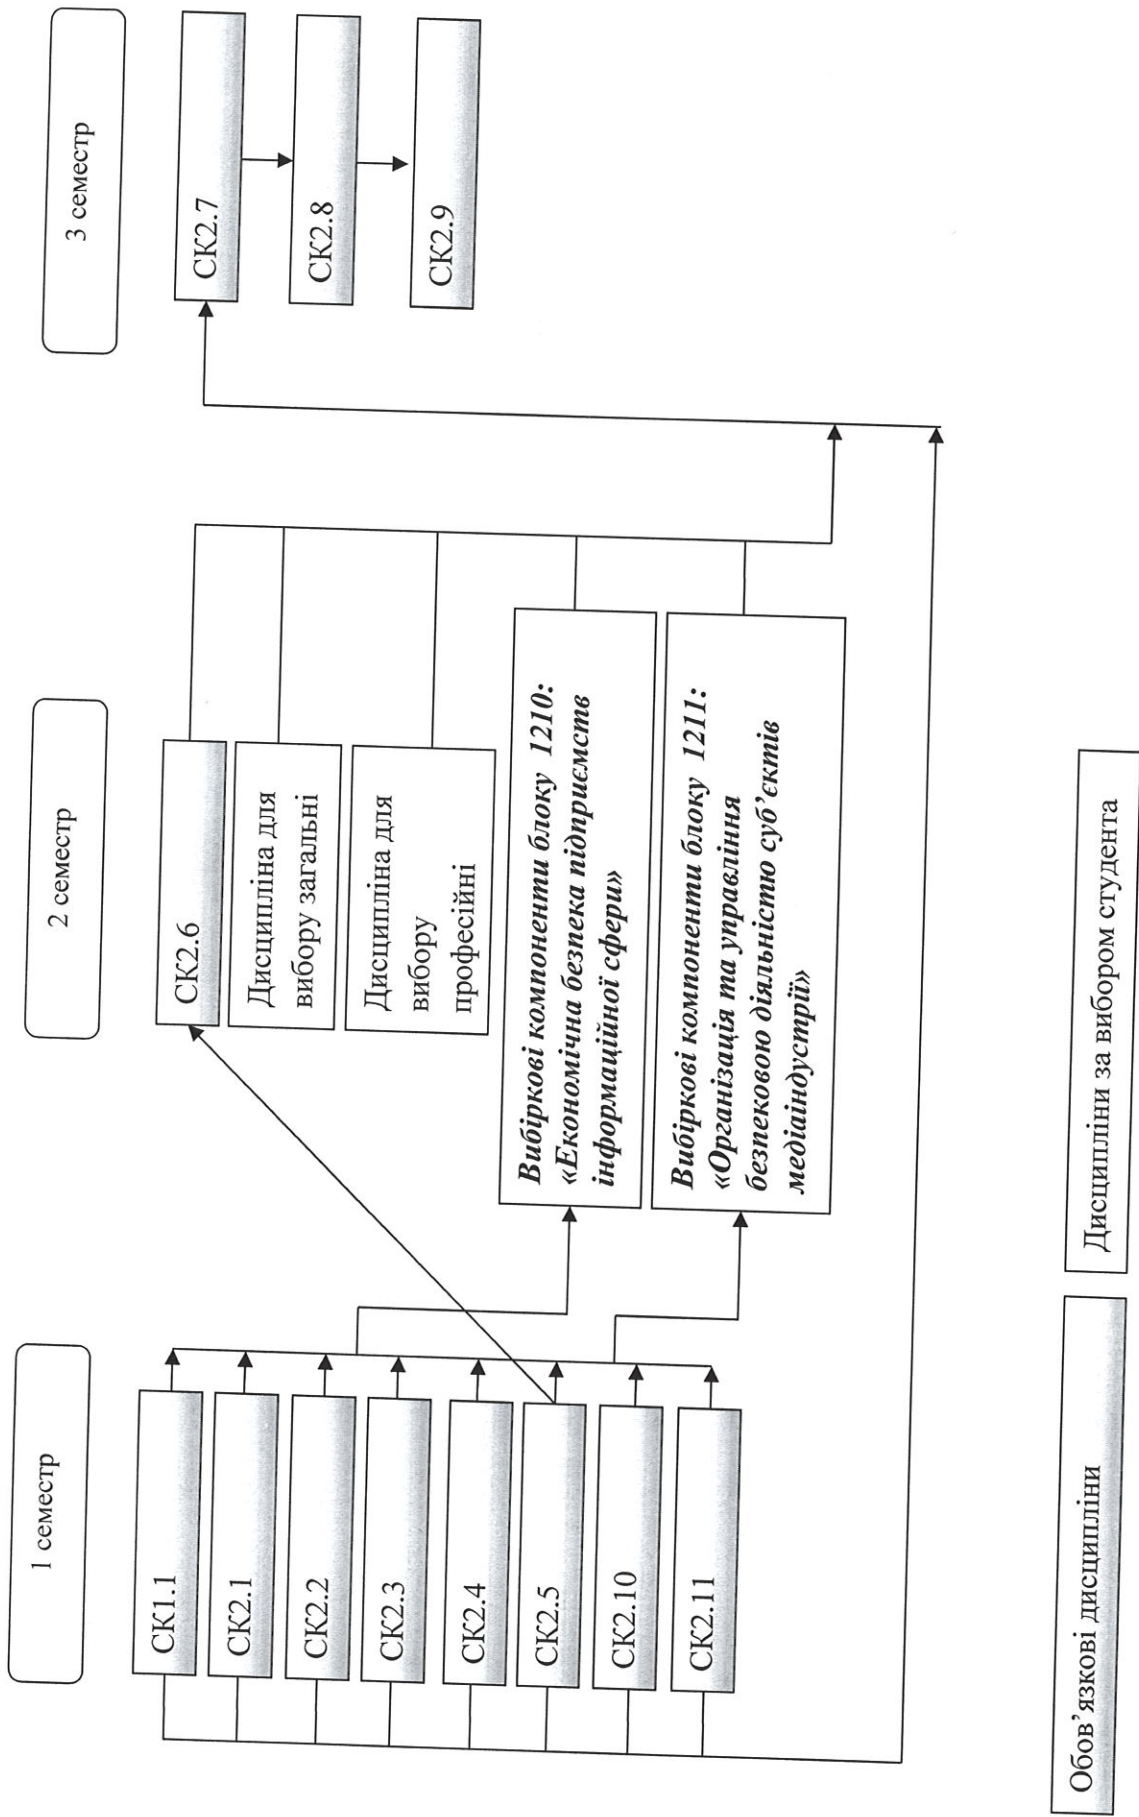 1 семестр
СК1.1
СК2.1
СК2.2
СК2.3
СК2.4
СК2.5
СК2.10
СК2.11
2 семестр
СК2.6
Дисципліна для
вибору загальні
Дисципліна для
вибору
професійні
Вибіркові компоненти блоку 1210:
«Економічна безпека підприємств
інформаційної сфери»
Вибіркові компоненти блоку 1211:
«Організація та управління
безпековою діяльністю суб’єктів
медіаіндустрії»
3 семестр
СК2.7
СК2.8
СК2.9
Обов’язкові дисципліни
Дисципліни за вибором студента